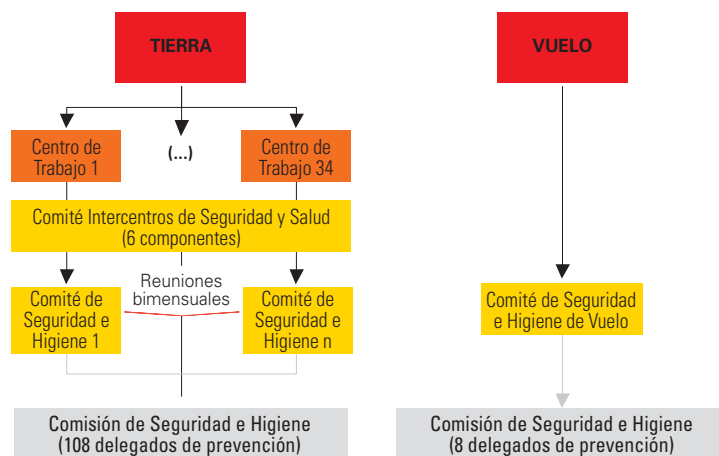 TIERRA
Centro de
Trabajo 1
(...)
Centro de
Trabajo 34
Comité Intercentros de Seguridad y Salud
(6 componentes)
Reuniones
bimensuales
Comité de
Seguridad e
Higiene 1
Comité de
Seguridad e
Higiene n
Comisión de Seguridad e Higiene
(108 delegados de prevención)
VUELO
Comité de Seguridad
e Higiene de Vuelo
Comisión de Seguridad e Higiene
(8 delegados de prevención)